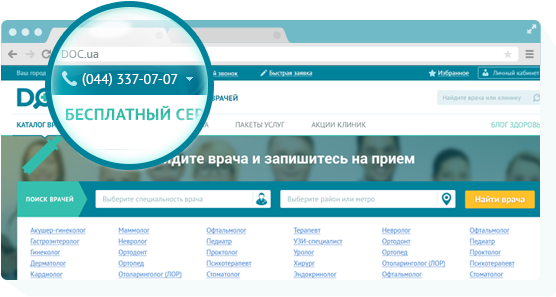 DOC.ua
Ваш город
(044) 337-07-07
й звонок
Быстрая заявка
Избранное
Личный кабинет
DOC
ВРАЧЕЙ
Найдите врача или клинику
БЕСПЛАТНЫЙ СЕР
КАТАЛОГ ВР
ПАКЕТЫ УСЛУГ
АКЦИИ КЛИНИК
БЛОГ ЗДОРОВЬ
йдите врача и запишитесь на прием
ПОИСК ВРАЧЕЙ
Выберите специальность врача
Выберите район или метро
Найти врача
Акушер-гинеколог Маммолог Офтальмолог Терапевт Невролог Офтальмолог
Гастроэнтеролог Невролог Педиатр УЗИ-специалист Ортодонт Педиатр
Гинеколог Ортодонт Проктолог Уролог Ортопед Проктолог
Дерматолог Ортопед Психотерапевт Хирург Отоларинголог (ЛОР) Психотерапевт
Кардиолог Отоларинголог (ЛОР) Стоматолог Эндокринолог Офтальмолог Стоматолог